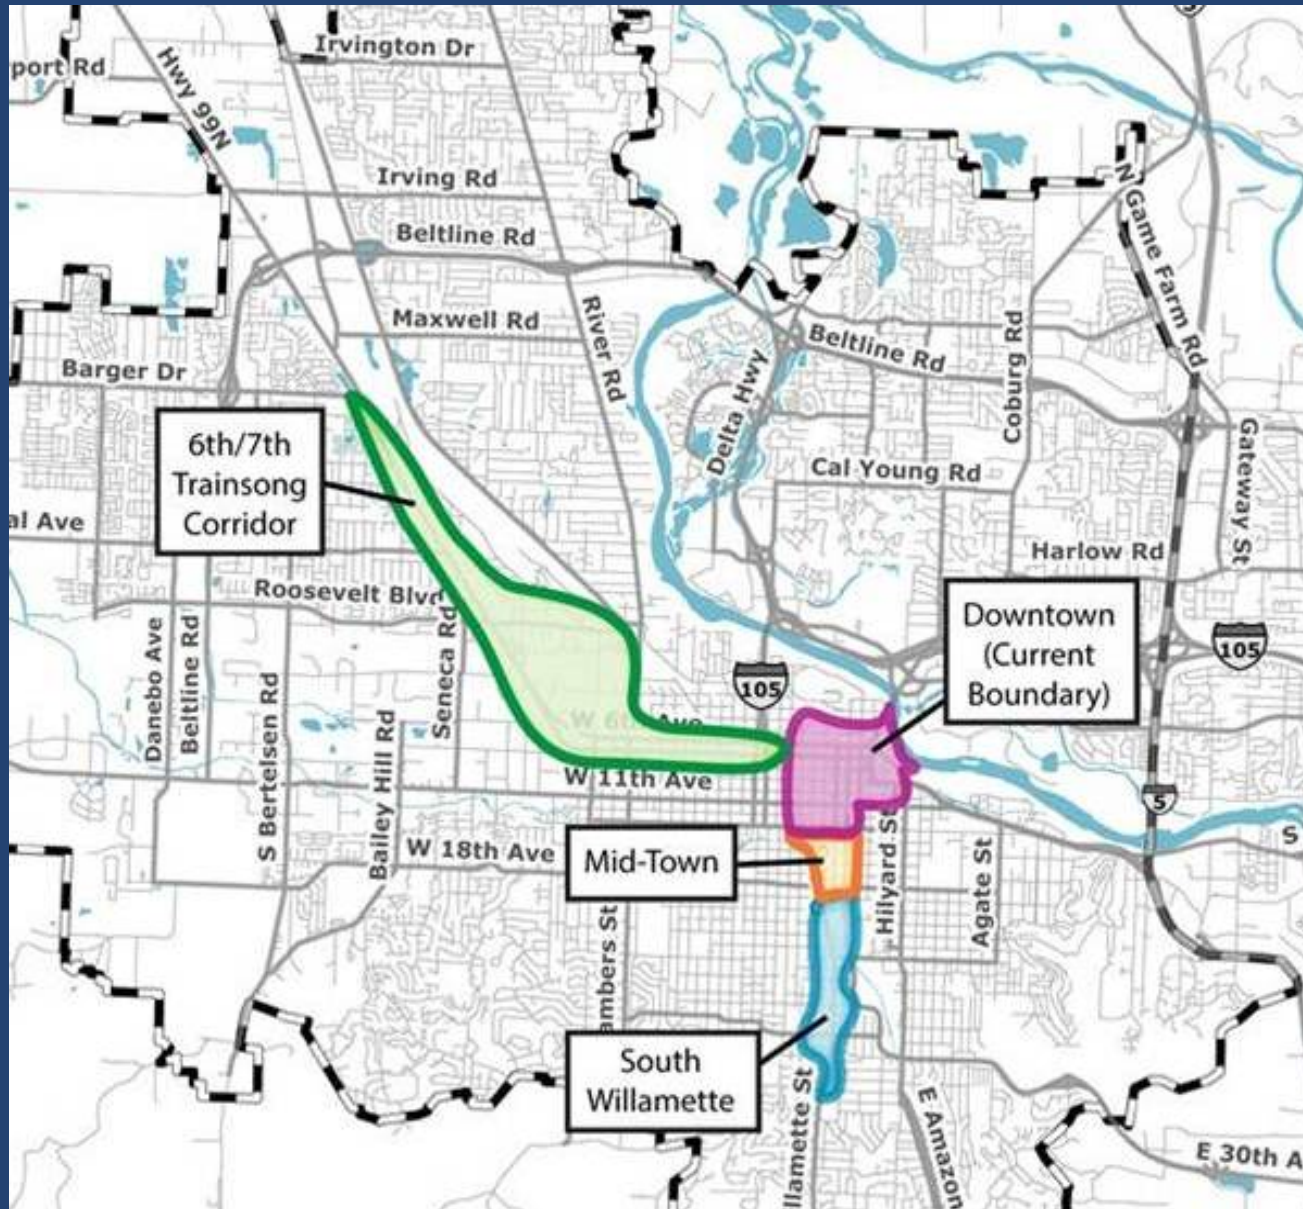 Irvington Dr
port Rd
Hwy 99N
Irving Rd
N Game Farm Rd
Beltline Rd
Maxwell Rd
River Rd
Beltline Rd
Barger Dr
Delta Hwy
Coburg Rd
6th/7th
Trainsong
Corridor
Cal Young Rd
Gateway St
al Ave
Harlow Rd
Roosevelt Blvd
Downtown
(Current
Boundary)
Danebo Ave
Beltline Rd
Seneca Rd
S Bertelsen Rd
Bailey Hill Rd
105
105
W 6th Ave
W 11th Ave
5
W 18th Ave
Mid-Town
Hilyard St
Agate St
S
ambers St
South
Willamette
llamette St
E Amazon
E 30th A